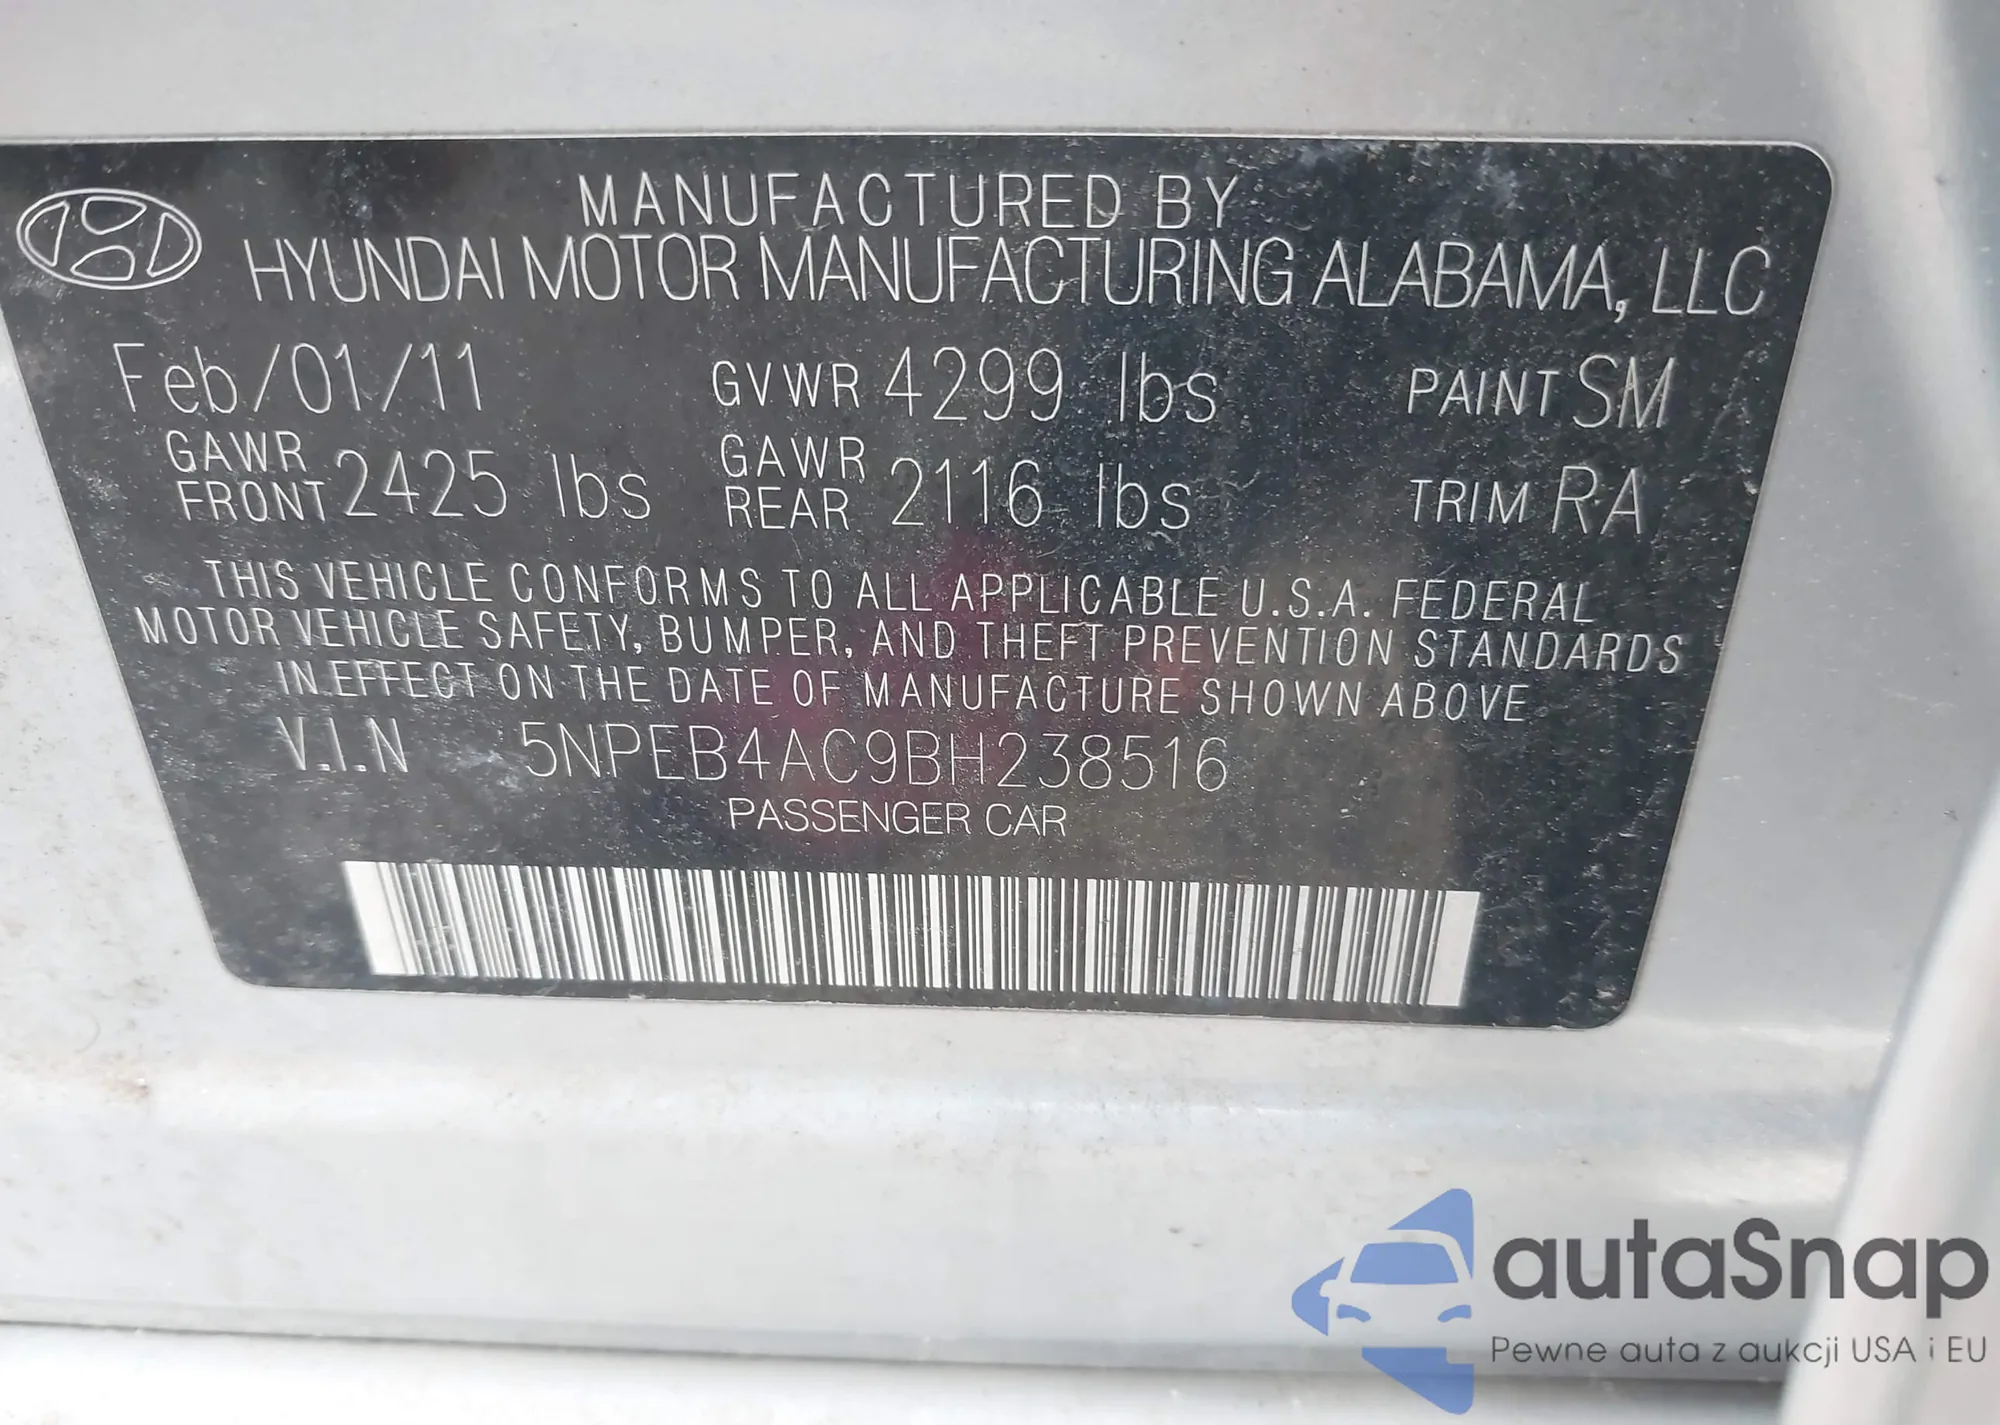 MANUFACTURED BY
HYUNDAI MOTOR MANUFACTURING ALABAMA, LLC
Feb/01/11 GVWR 4299 lbs PAINT SM
GAWR FRONT 2425 lbs GAWR REAR 2116 lbs TRIM RA
THIS VEHICLE CONFORMS TO ALL APPLICABLE U.S.A. FEDERAL
MOTOR VEHICLE SAFETY, BUMPER, AND THEFT PREVENTION STANDARDS
IN EFFECT ON THE DATE OF MANUFACTURE SHOWN ABOVE
V.I.N 5NPEB4AC9BH238516
PASSENGER CAR
autaSnap
Pewne auta z aukcji USA i EU